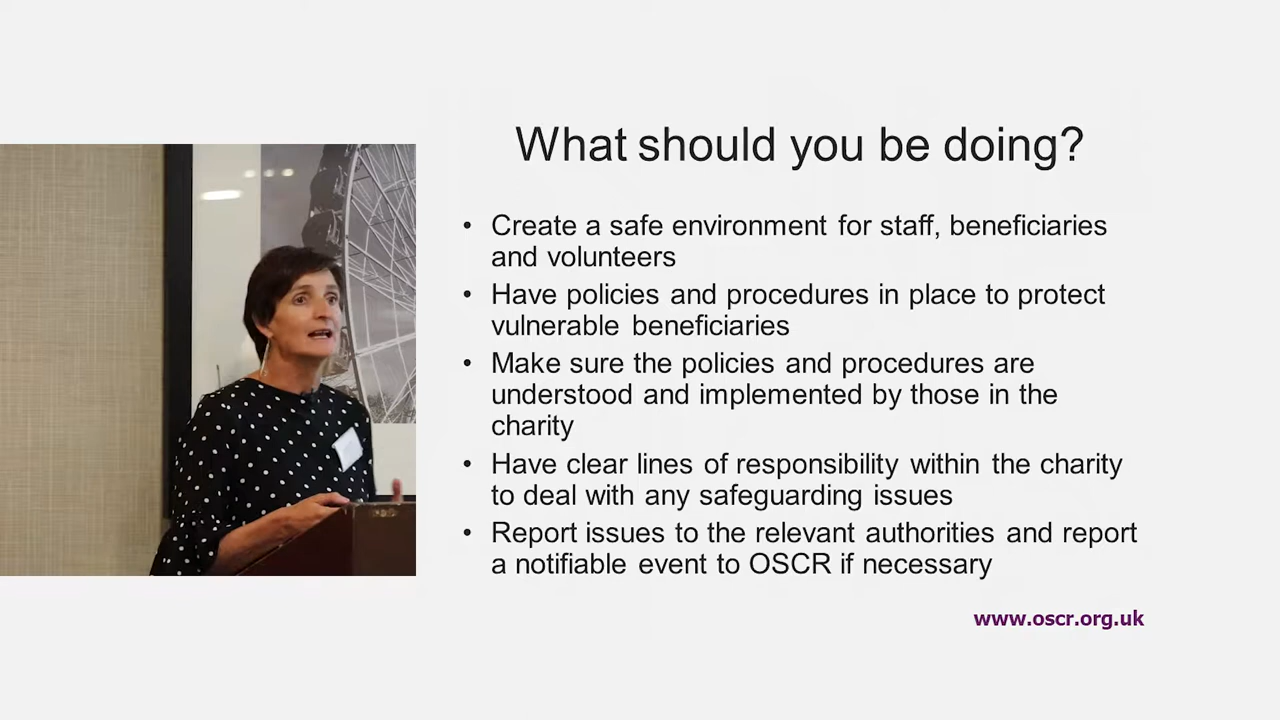 What should you be doing?
• Create a safe environment for staff, beneficiaries
and volunteers
• Have policies and procedures in place to protect
vulnerable beneficiaries
• Make sure the policies and procedures are
understood and implemented by those in the
charity
• Have clear lines of responsibility within the charity
to deal with any safeguarding issues
• Report issues to the relevant authorities and report
a notifiable event to OSCR if necessary
www.oscr.org.uk